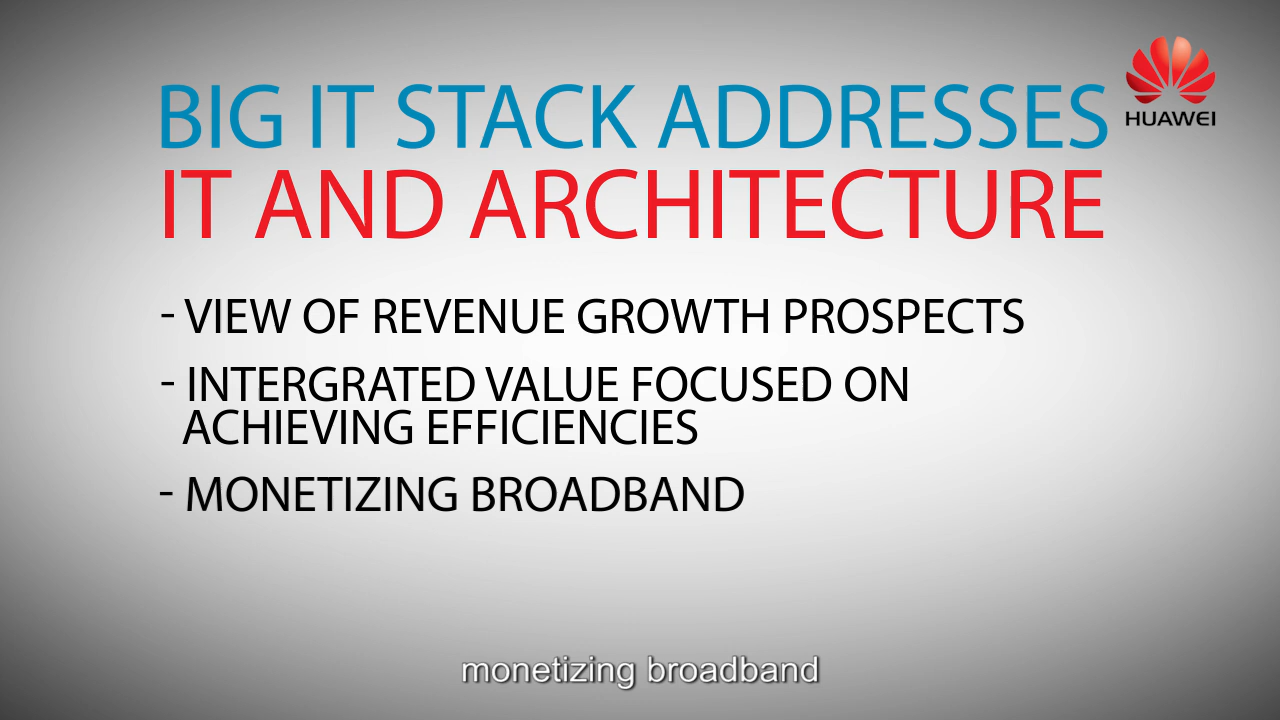 BIG IT STACK ADDRESSES
HUAWEI
IT AND ARCHITECTURE
- VIEW OF REVENUE GROWTH PROSPECTS
- INTERGRATED VALUE FOCUSED ON
ACHIEVING EFFICIENCIES
- MONETIZING BROADBAND
monetizing broadband